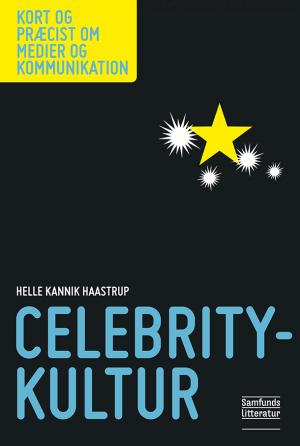 KORT OG
PRÆCIST OM
MEDIER OG
KOMMUNIKATION
HELLE KANNIK HAASTRUP
CELEBRITY-
KULTUR
Samfunds
litteratur